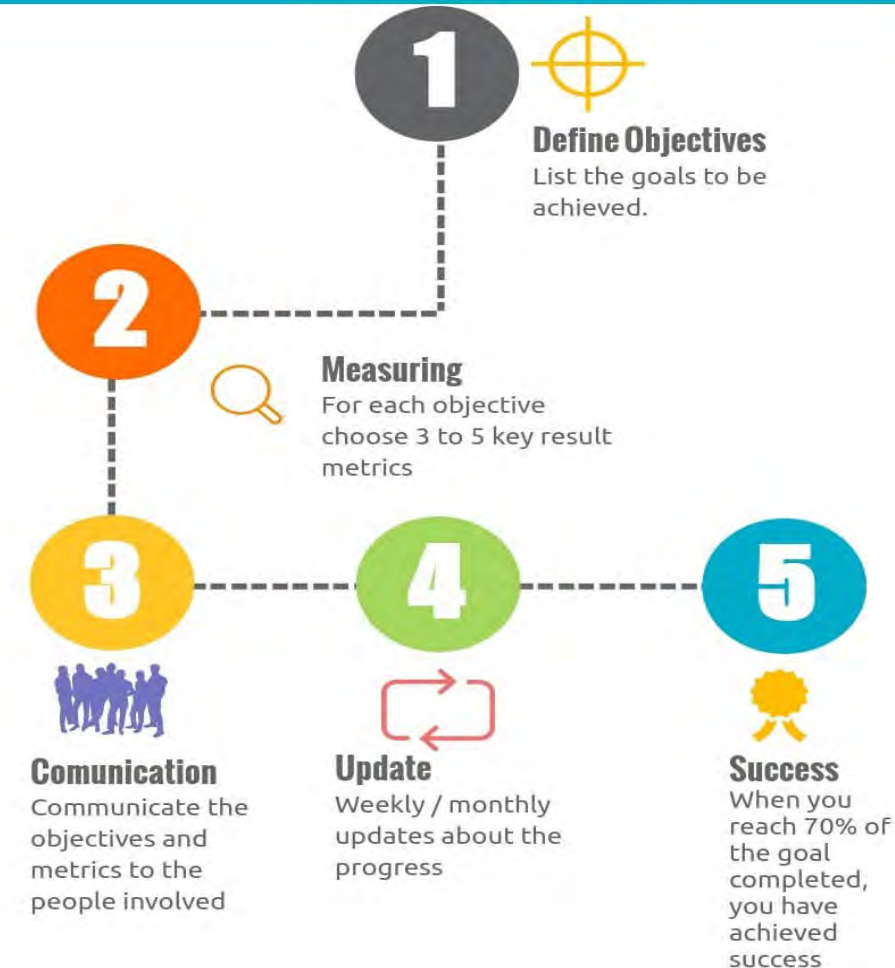 1
Define Objectives
List the goals to be
achieved.
2
Measuring
For each objective
choose 3 to 5 key result
metrics
3
Comunication
Communicate the
objectives and
metrics to the
people involved
4
Update
Weekly / monthly
updates about the
progress
5
Success
When you
reach 70% of
the goal
completed,
you have
achieved
success